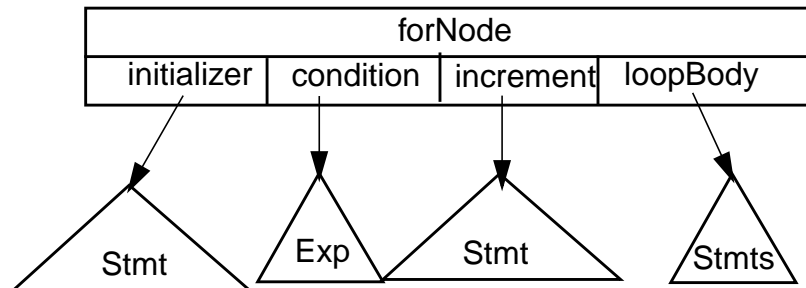 forNode
initializer condition increment loopBody
Stmt Exp Stmt Stmts